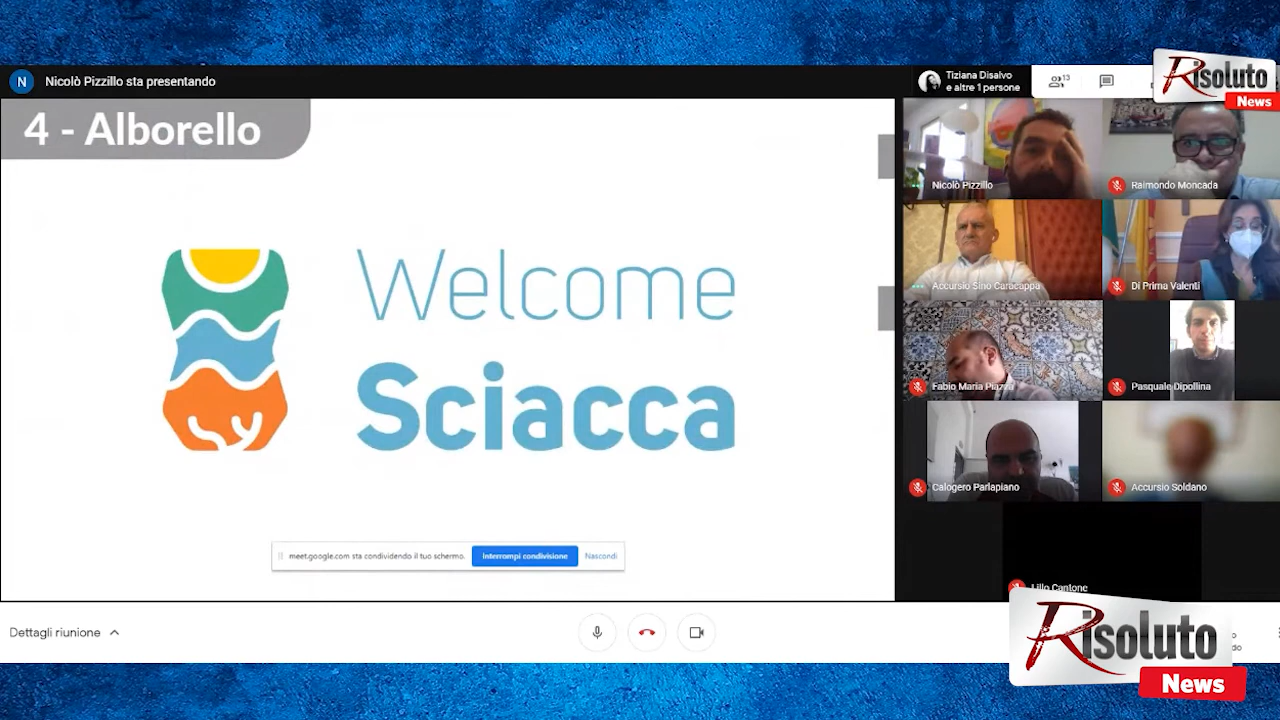 N Nicolò Pizzillo sta presentando
Tiziana Disalvo
e altre 1 persone
13
Risoluto
News
4 - Alborello
Welcome
Sciacca
Nicolò Pizzillo
Raimondo Moncada
Accursio Sino Caracappa
Di Prima Valenti
Fabio Maria Piazza
Pasquale Dipollina
Calogero Parlapiano
Accursio Soldano
Lillo Cantone
meet.google.com sta condividendo il tuo schermo. Interrompi condivisione Nascondi
Dettagli riunione
Risoluto
News